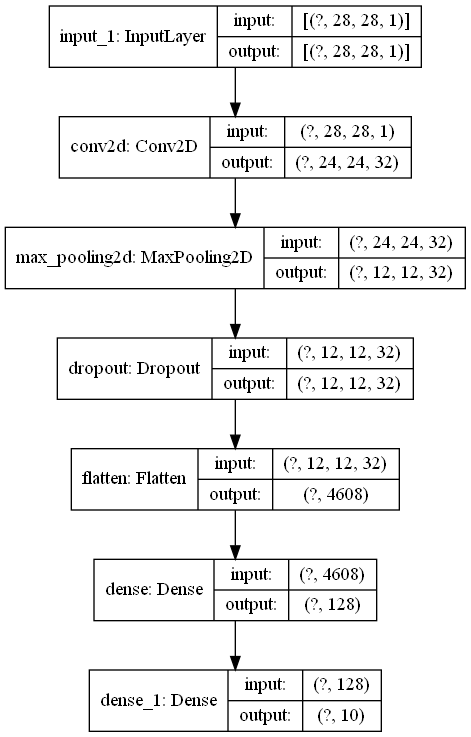 input_1: InputLayer
input: [(?, 28, 28, 1)]
output: [(?, 28, 28, 1)]
conv2d: Conv2D
input: (?, 28, 28, 1)
output: (?, 24, 24, 32)
max_pooling2d: MaxPooling2D
input: (?, 24, 24, 32)
output: (?, 12, 12, 32)
dropout: Dropout
input: (?, 12, 12, 32)
output: (?, 12, 12, 32)
flatten: Flatten
input: (?, 12, 12, 32)
output: (?, 4608)
dense: Dense
input: (?, 4608)
output: (?, 128)
dense_1: Dense
input: (?, 128)
output: (?, 10)